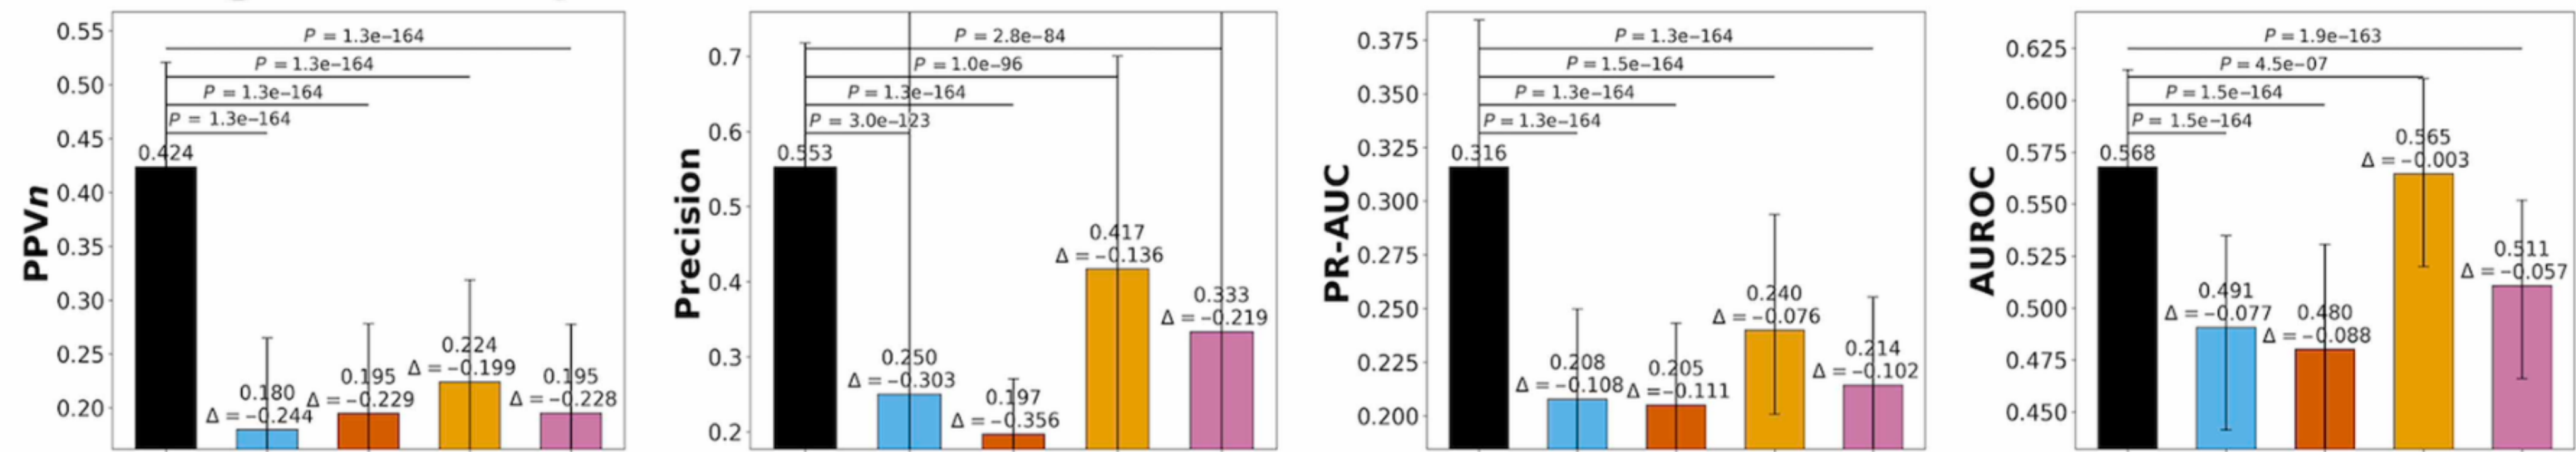 PPVn
0.55
0.50
0.45
0.40
0.35
0.30
0.25
0.20
P = 1.3e−164
P = 1.3e−164
P = 1.3e−164
P = 1.3e−164
0.424
0.180
Δ = −0.244
0.195
Δ = −0.229
0.224
Δ = −0.199
0.195
Δ = −0.228
Precision
0.7
0.6
0.5
0.4
0.3
0.2
P = 2.8e−84
P = 1.0e−96
P = 1.3e−164
P = 3.0e−123
0.553
0.250
Δ = −0.303
0.197
Δ = −0.356
0.417
Δ = −0.136
0.333
Δ = −0.219
PR-AUC
0.375
0.350
0.325
0.300
0.275
0.250
0.225
0.200
P = 1.3e−164
P = 1.5e−164
P = 1.3e−164
P = 1.3e−164
0.316
0.208
Δ = −0.108
0.205
Δ = −0.111
0.240
Δ = −0.076
0.214
Δ = −0.102
AUROC
0.625
0.600
0.575
0.550
0.525
0.500
0.475
0.450
P = 1.9e−163
P = 4.5e−07
P = 1.5e−164
P = 1.5e−164
0.568
0.491
Δ = −0.077
0.480
Δ = −0.088
0.565
Δ = −0.003
0.511
Δ = −0.057